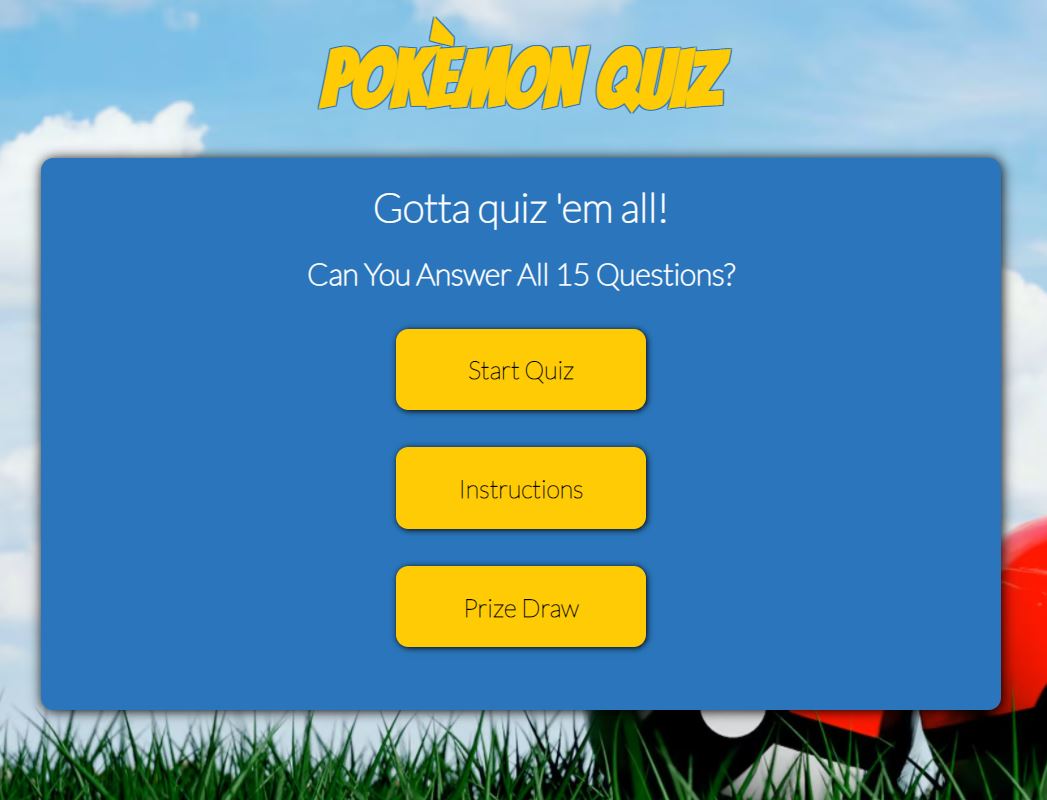 POKÈMON QUIZ
Gotta quiz 'em all!
Can You Answer All 15 Questions?
Start Quiz
Instructions
Prize Draw